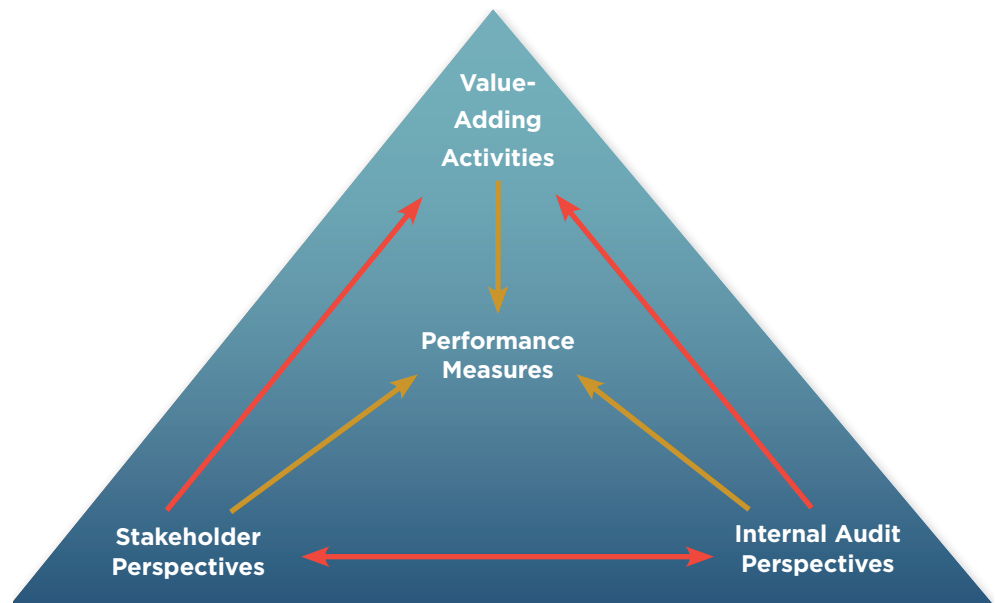 Value-
Adding
Activities
Performance
Measures
Stakeholder
Perspectives
Internal Audit
Perspectives